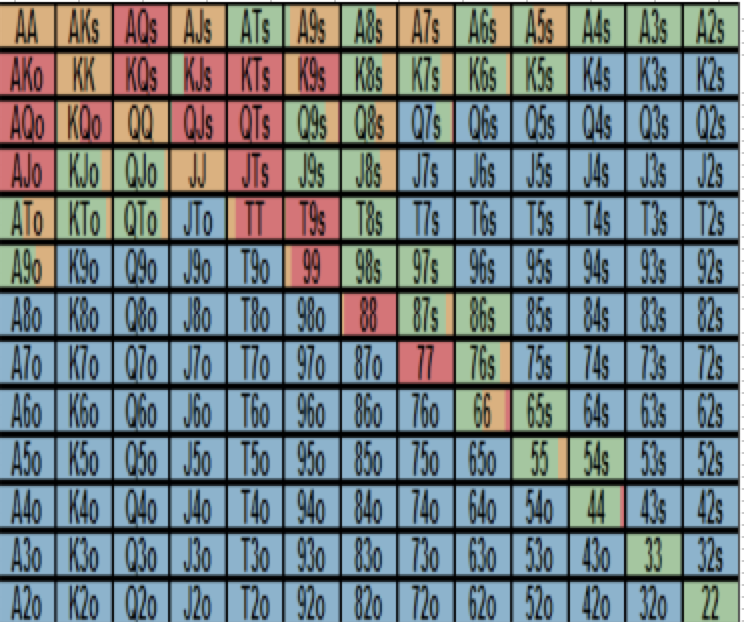 AA AKs AQs AJs ATs A9s A8s A7s A6s A5s A4s A3s A2s
AKo KK KQs KJs KTs K9s K8s K7s K6s K5s K4s K3s K2s
AQo KQo QQ QJs QTs Q9s Q8s Q7s Q6s Q5s Q4s Q3s Q2s
AJo KJo QJo JJ JTs J9s J8s J7s J6s J5s J4s J3s J2s
ATo KTo QTo JTo TT T9s T8s T7s T6s T5s T4s T3s T2s
A9o K9o Q9o J9o T9o 99 98s 97s 96s 95s 94s 93s 92s
A8o K8o Q8o J8o T8o 98o 88 87s 86s 85s 84s 83s 82s
A7o K7o Q7o J7o T7o 97o 87o 77 76s 75s 74s 73s 72s
A6o K6o Q6o J6o T6o 96o 86o 76o 66 65s 64s 63s 62s
A5o K5o Q5o J5o T5o 95o 85o 75o 65o 55 54s 53s 52s
A4o K4o Q4o J4o T4o 94o 84o 74o 64o 54o 44 43s 42s
A3o K3o Q3o J3o T3o 93o 83o 73o 63o 53o 43o 33 32s
A2o K2o Q2o J2o T2o 92o 82o 72o 62o 52o 42o 32o 22